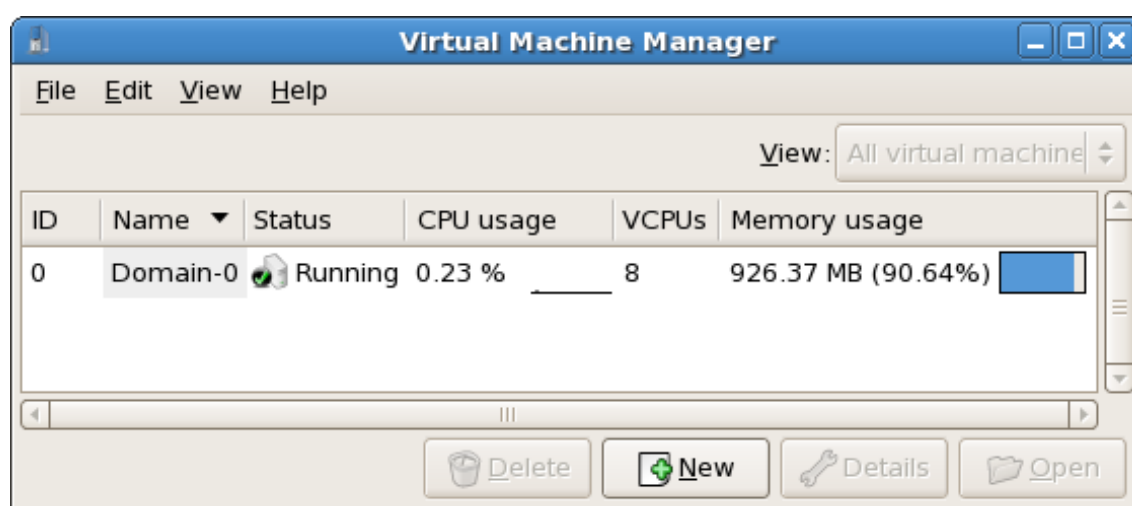 Virtual Machine Manager
File Edit View Help
View: All virtual machine
ID Name Status CPU usage VCPUs Memory usage
0 Domain-0 Running 0.23 % 8 926.37 MB (90.64%)
Delete New Details Open